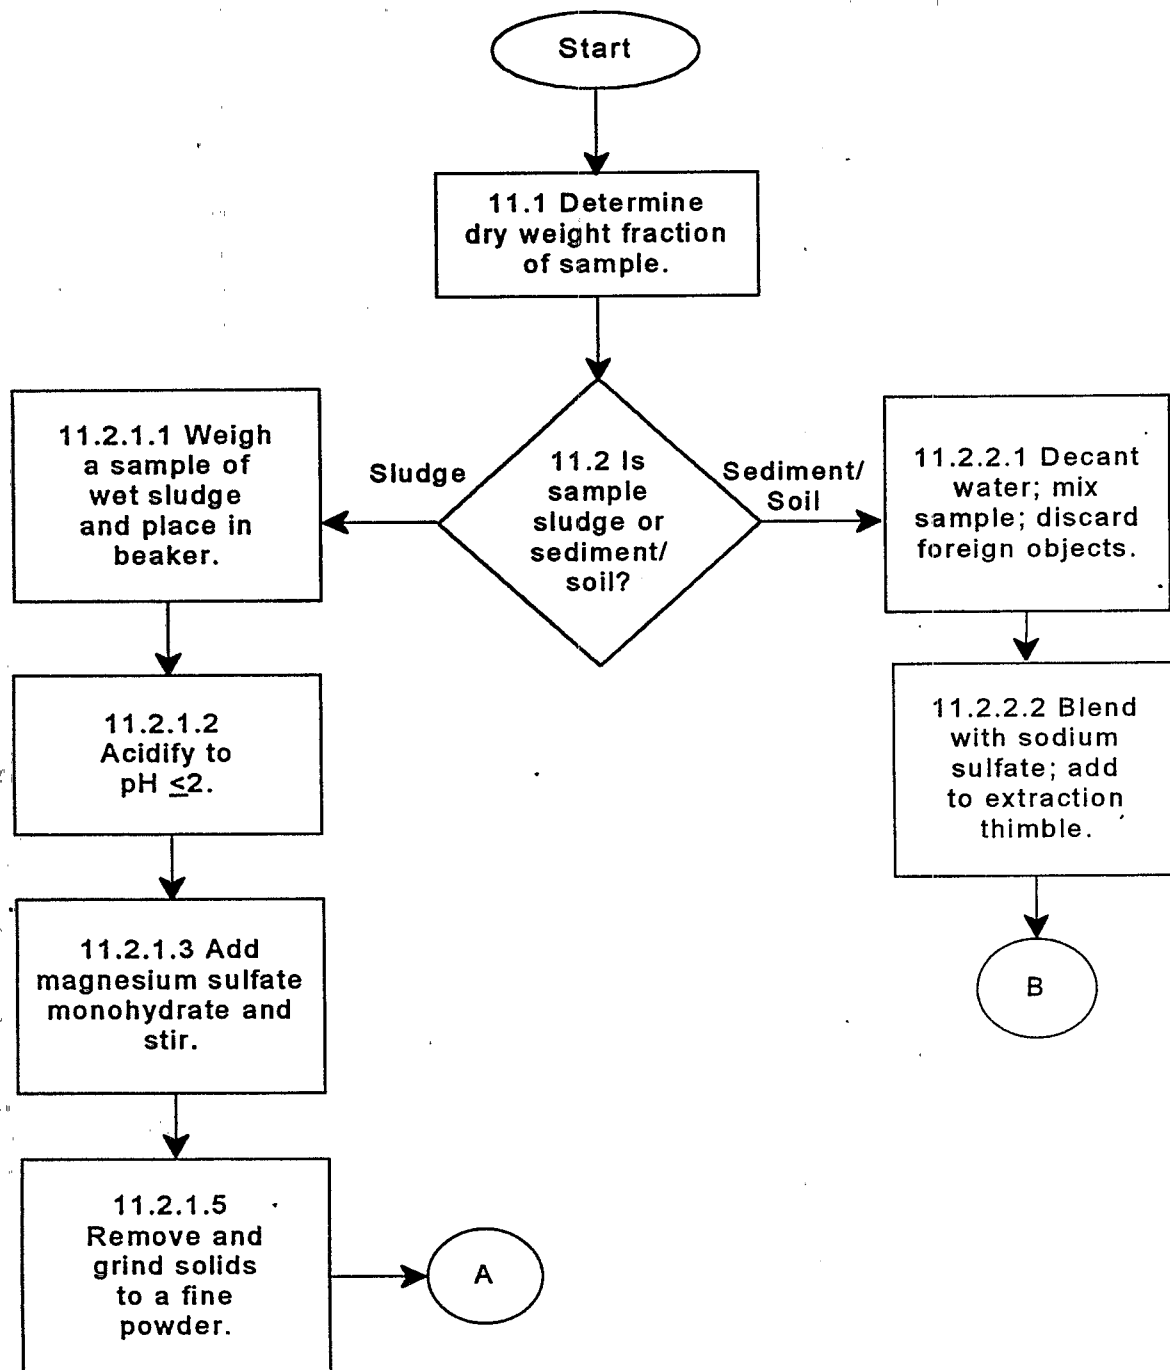 Start
11.1 Determine
dry weight fraction
of sample.
11.2 Is
sample
sludge or
sediment/
soil?
Sludge
Sediment/
Soil
11.2.1.1 Weigh
a sample of
wet sludge
and place in
beaker.
11.2.1.2
Acidify to
pH ≤2.
11.2.1.3 Add
magnesium sulfate
monohydrate and
stir.
11.2.1.5
Remove and
grind solids
to a fine
powder.
A
11.2.2.1 Decant
water; mix
sample; discard
foreign objects.
11.2.2.2 Blend
with sodium
sulfate; add
to extraction
thimble.
B